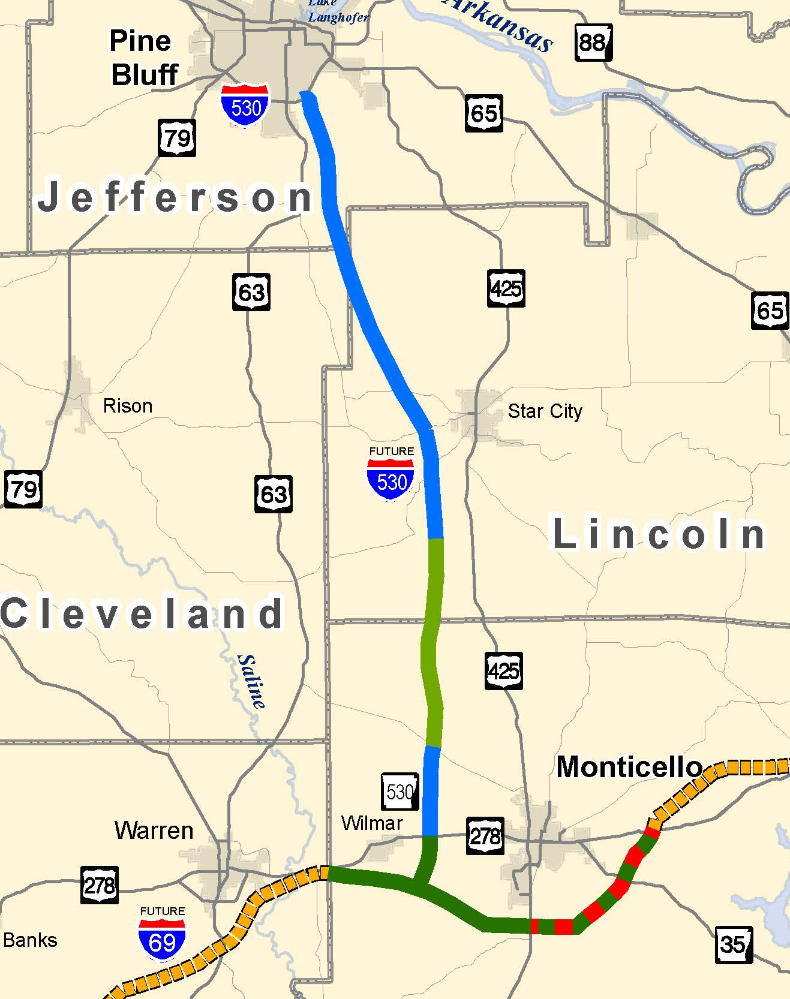 Lake
Langhofer
Arkansas
Pine
Bluff
88
530
65
79
Jefferson
63
425
65
Rison
Star City
FUTURE
530
79
63
Lincoln
Cleveland
Saline
425
Monticello
530
Wilmar
Warren
278
278
FUTURE
69
Banks
35